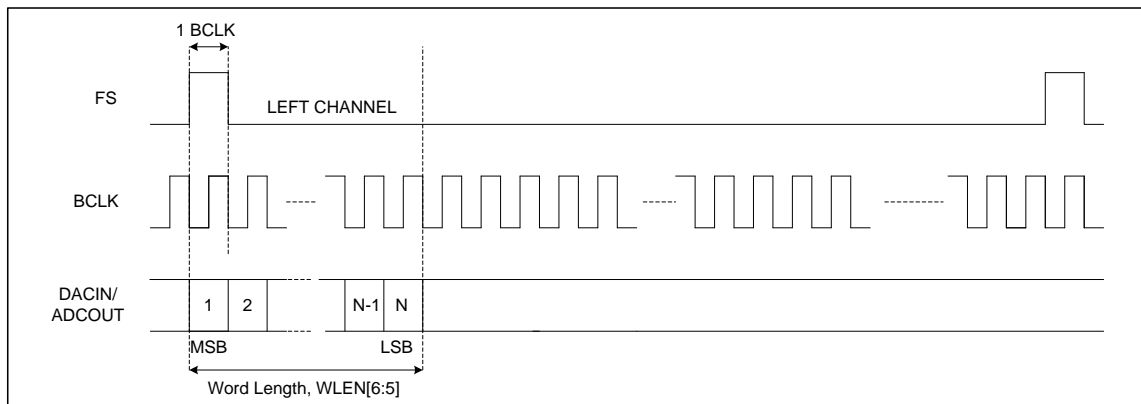 1 BCLK
FS
LEFT CHANNEL
BCLK
DACIN/
ADCOUT
1
2
N-1
N
MSB
LSB
Word Length, WLEN[6:5]